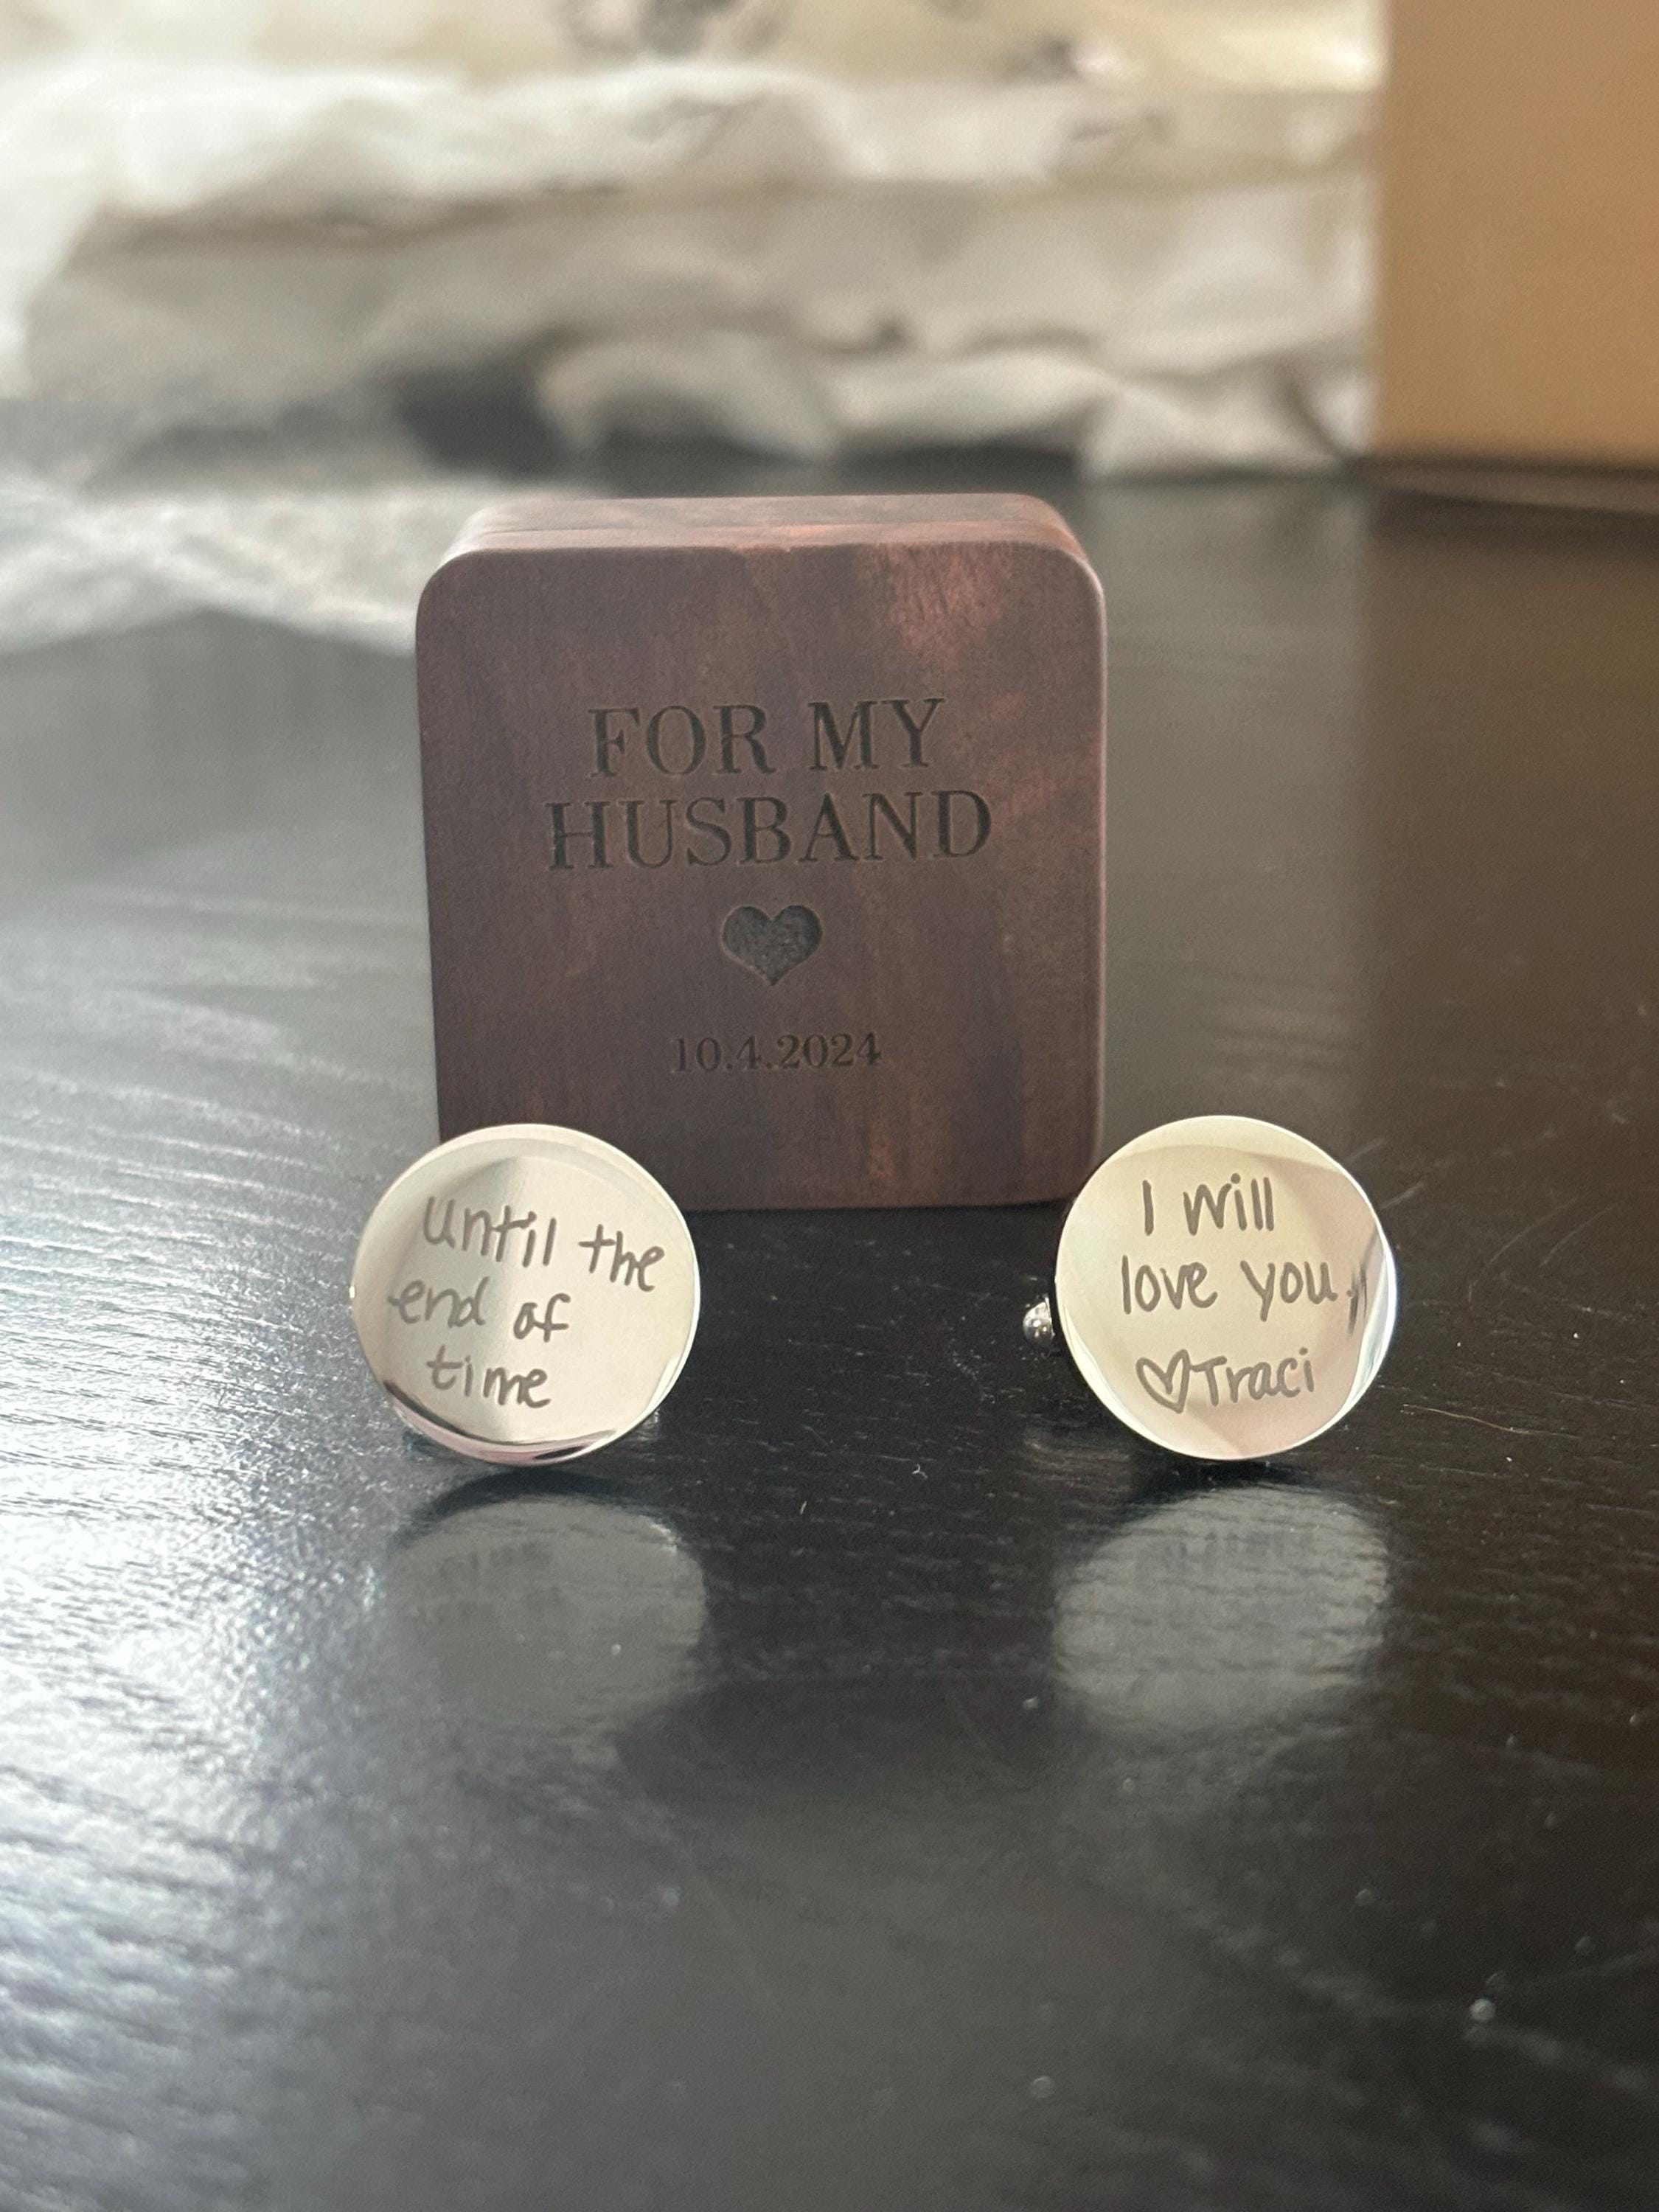 FOR MY
HUSBAND
10.4.2024
until the
end of
time
I will
love you,
♡Traci